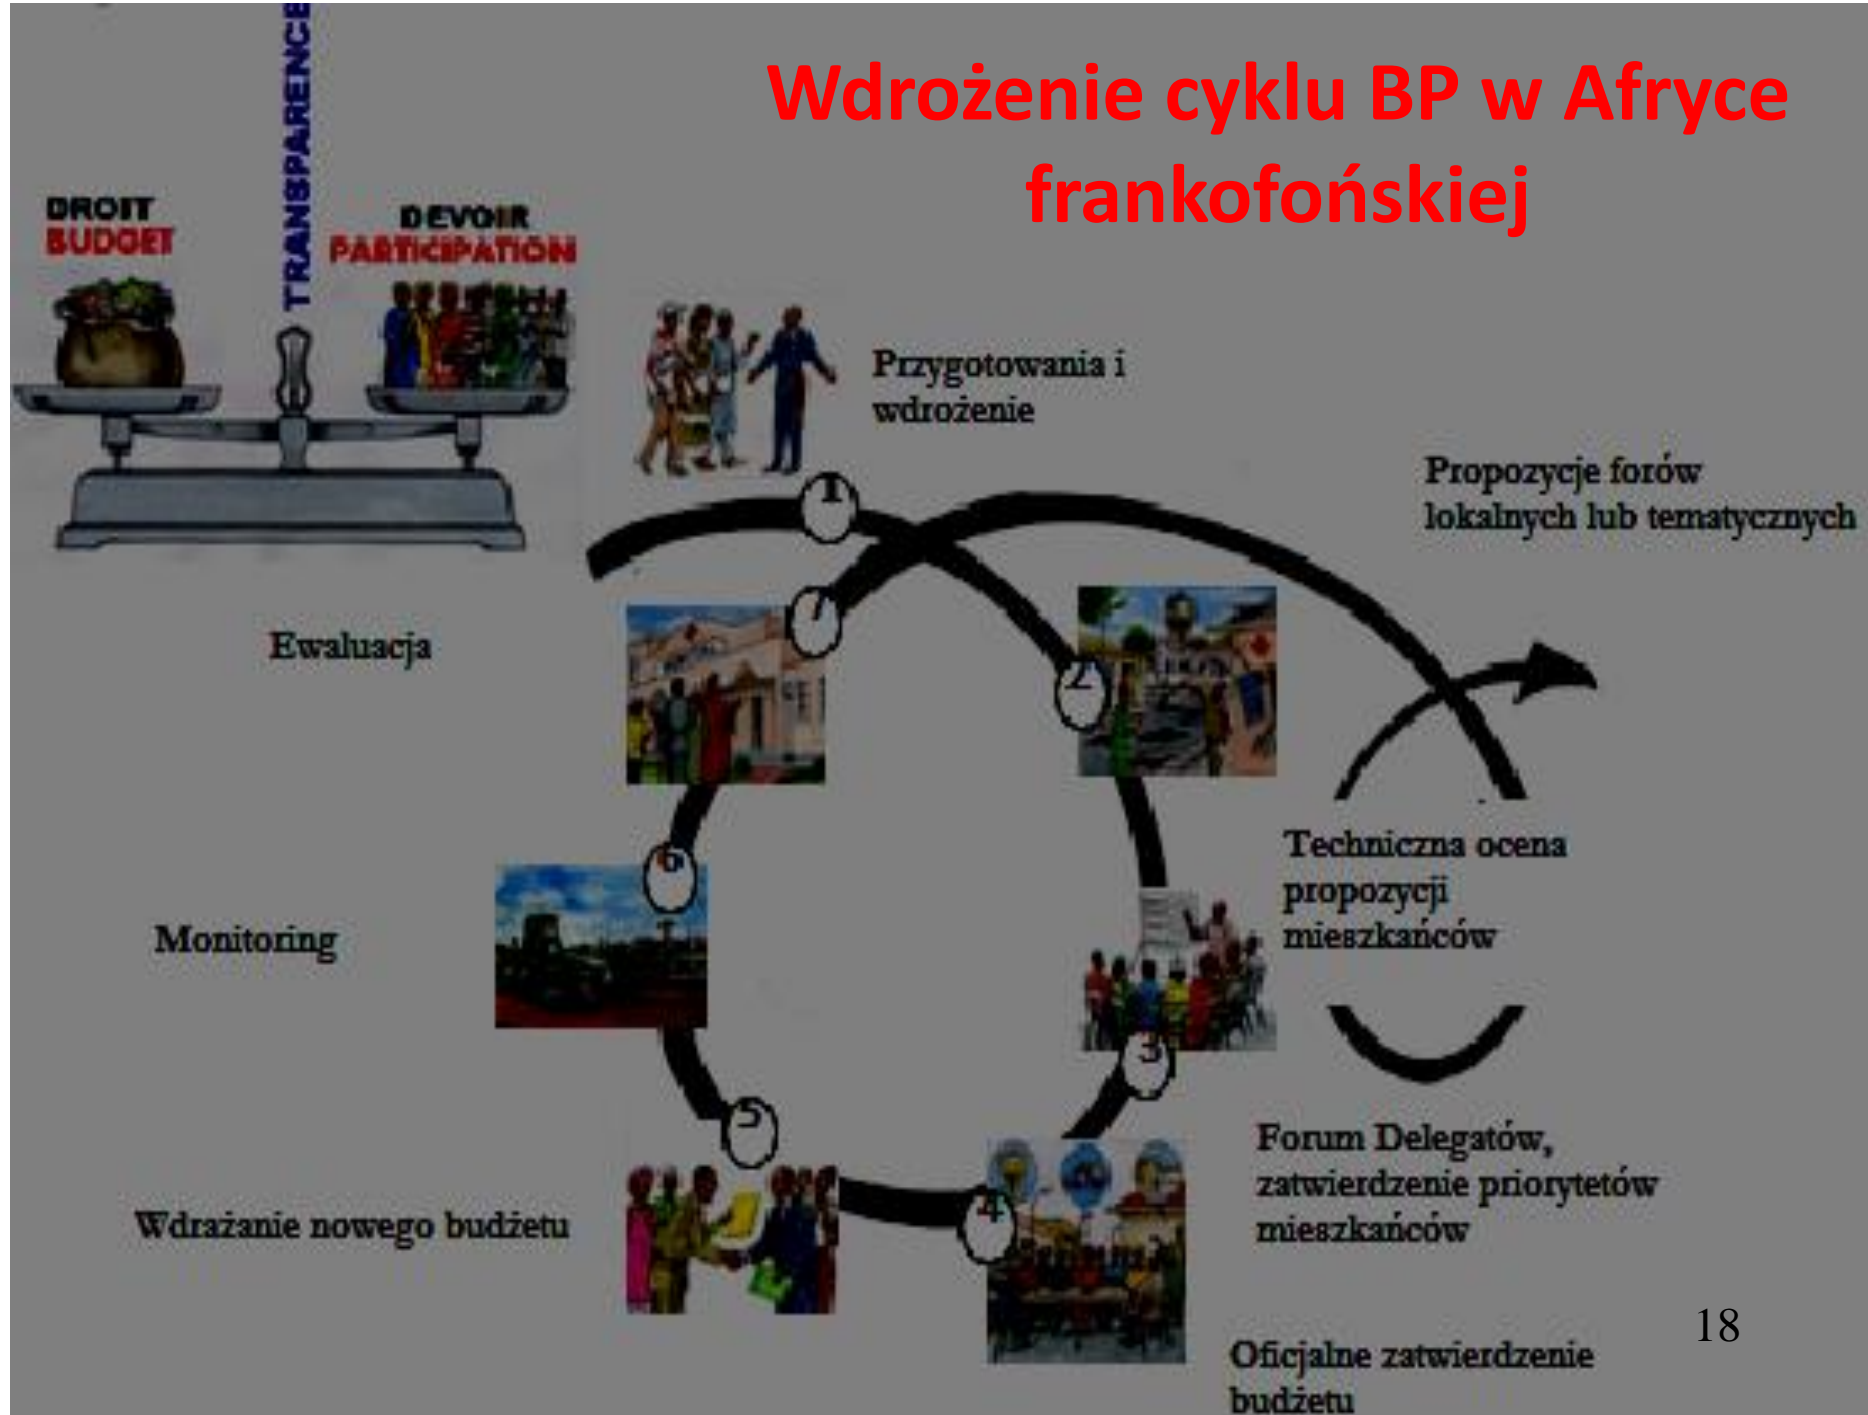 Wdrożenie cyklu BP w Afryce
frankofońskiej
TRANSPARENCE
DROIT
BUDGET
DEVOIR
PARTICIPATION
Przygotowania i
wdrożenie
Propozycje forów
lokalnych lub tematycznych
1
7
Ewaluacja
2
Techniczna ocena
propozycji
mieszkańców
6
Monitoring
3
5
Forum Delegatów,
zatwierdzenie priorytetów
mieszkańców
Wdrażanie nowego budżetu
4
18
Oficjalne zatwierdzenie
budżetu